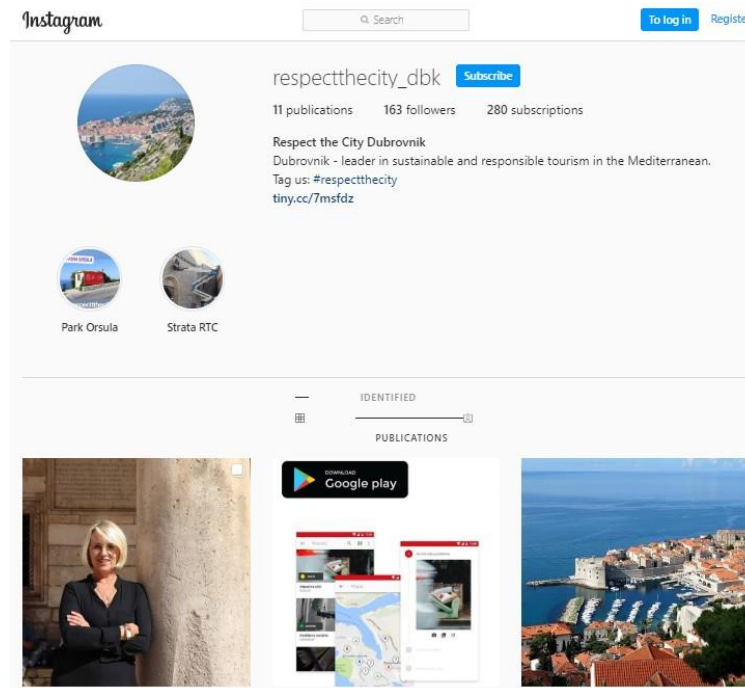 Instagram
Search
To log in
respectthecity_dbk
Subscribe
11 publications 163 followers 280 subscriptions
Respect the City Dubrovnik
Dubrovnik - leader in sustainable and responsible tourism in the Mediterranean.
Tag us: #respectthecity
tiny.cc/7msfdz
Park Orsula
Strata RTC
IDENTIFIED
PUBLICATIONS
DOWNLOAD
Google play